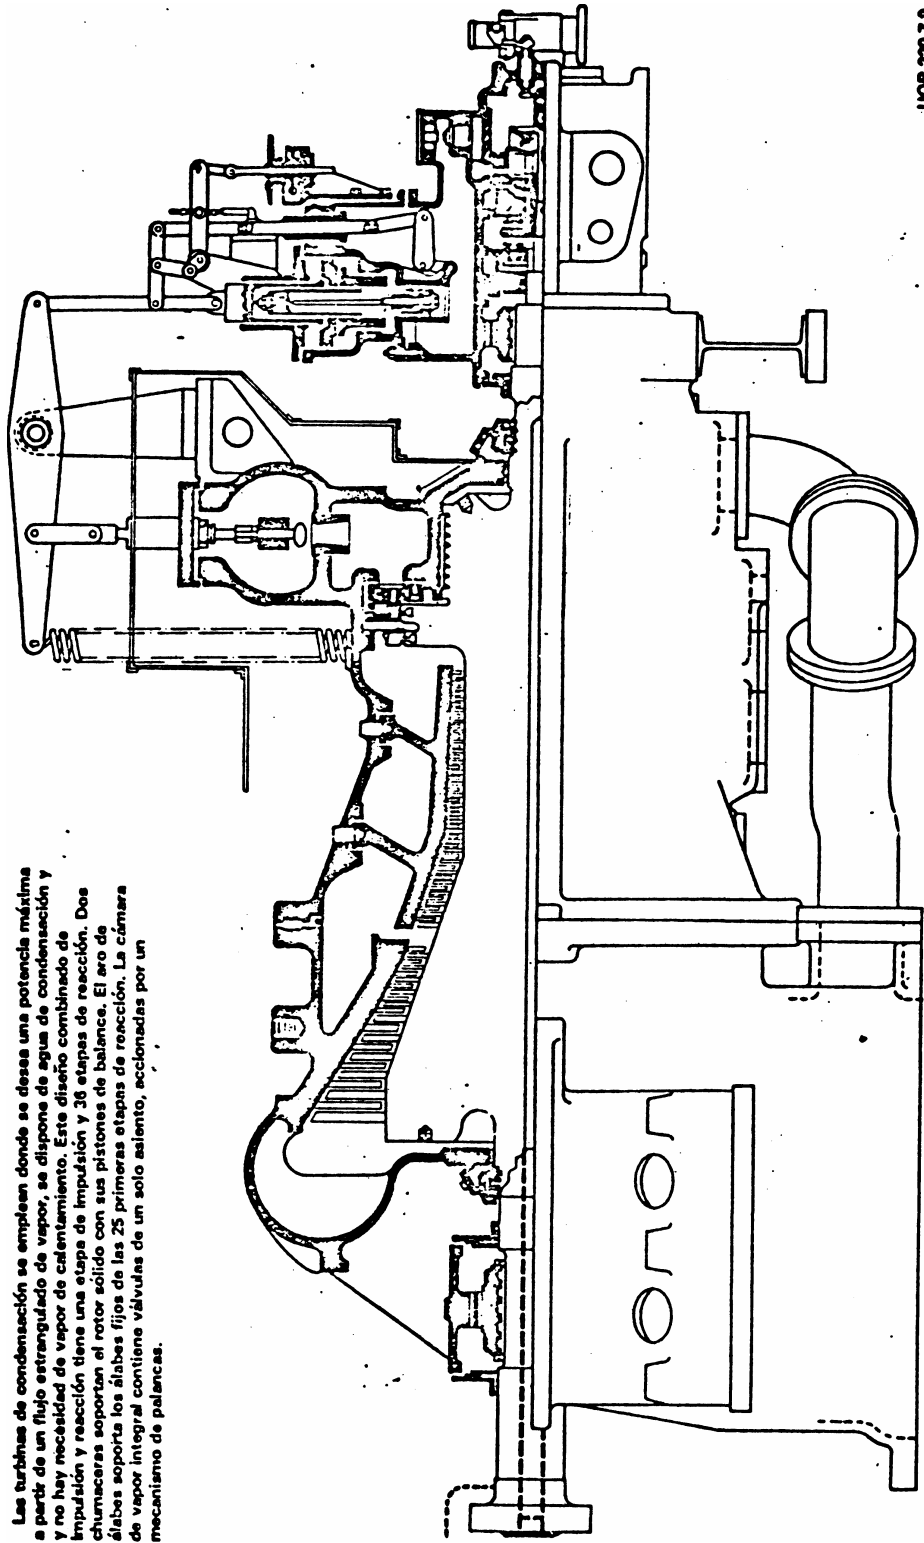 Las turbinas de condensación se emplean donde se desea una potencia máxima
a partir de un flujo estrangulado de vapor, se dispone de agua de condensación y
y no hay necesidad de vapor de calentamiento. Este diseño combinado de
impulsión y reacción tiene una etapa de impulsión y 36 etapas de reacción. Dos
chumaceras soportan el rotor sólido con sus pistones de balance. El aro de
álabes soporta los álabes fijos de las 25 primeras etapas de reacción. La cámara
de vapor integral contiene válvulas de un solo asiento, accionadas por un
mecanismo de palancas.